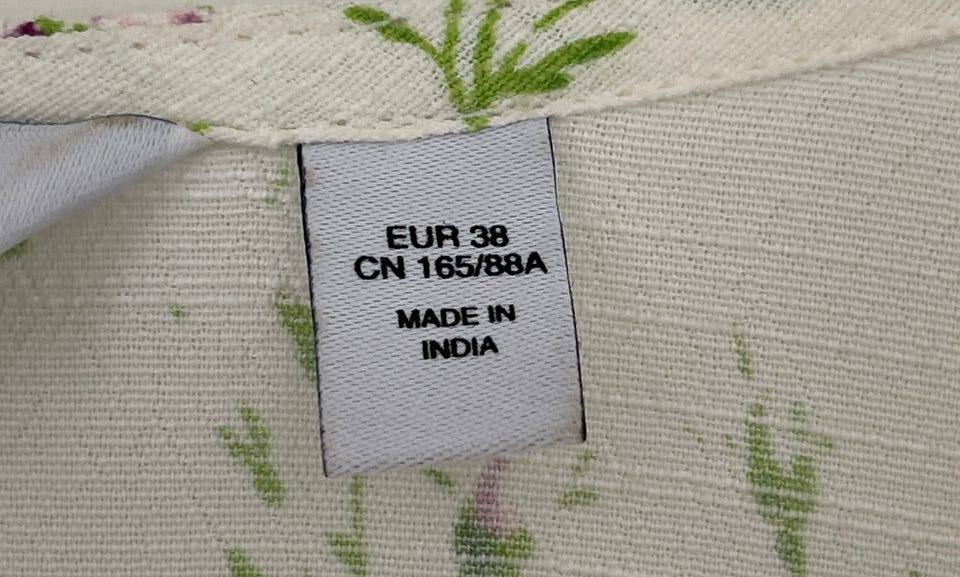 EUR 38
CN 165/88A
MADE IN
INDIA